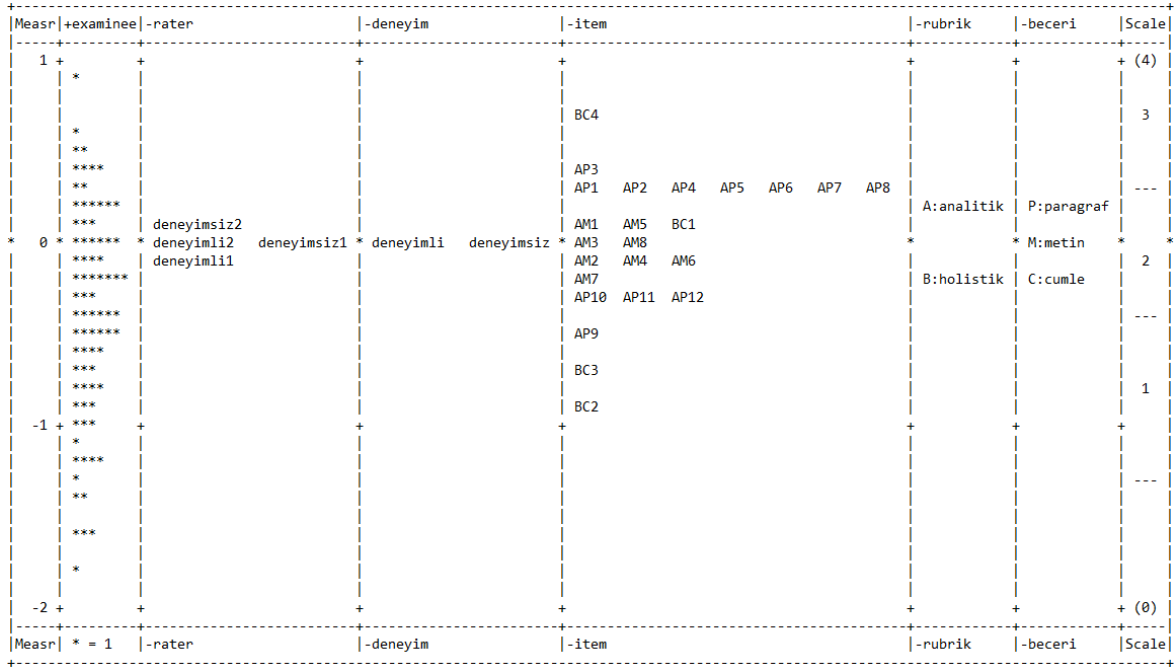 Measr +examinee -rater -deneyim -item -rubrik -beceri Scale
1 + + + + + + (4)
*
BC4 3
*
**
**** AP3
** AP1 AP2 AP4 AP5 AP6 AP7 AP8 ---
****** A:analitik P:paragraf
*** deneyimsiz2 AM1 AM5 BC1
* 0 * ****** * deneyimli2 deneyimsiz1 * deneyimli deneyimsiz * AM3 AM8 * * M:metin * *
**** deneyimli1 AM2 AM4 AM6 2
******* AM7 B:holistik C:cumle
*** AP10 AP11 AP12
****** ---
****** AP9
****
*** BC3
**** 1
*** BC2
-1 + *** + + + + + +
*
****
* ---
**
***
*
-2 + + + + + + (0)
Measr * = 1 -rater -deneyim -item -rubrik -beceri Scale